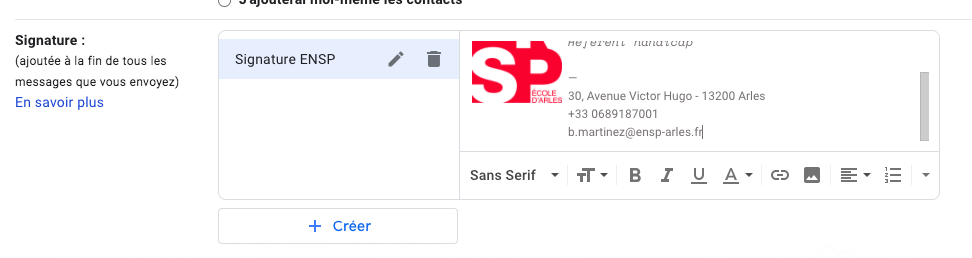 J'ajouterai moi-même les contacts
Signature :
(ajoutée à la fin de tous les
messages que vous envoyez)
En savoir plus
Signature ENSP
Référent handicap
SP
ÉCOLE
D'ARLES
—
30, Avenue Victor Hugo - 13200 Arles
+33 0689187001
b.martinez@ensp-arles.fr
Sans Serif
B I U A
+ Créer